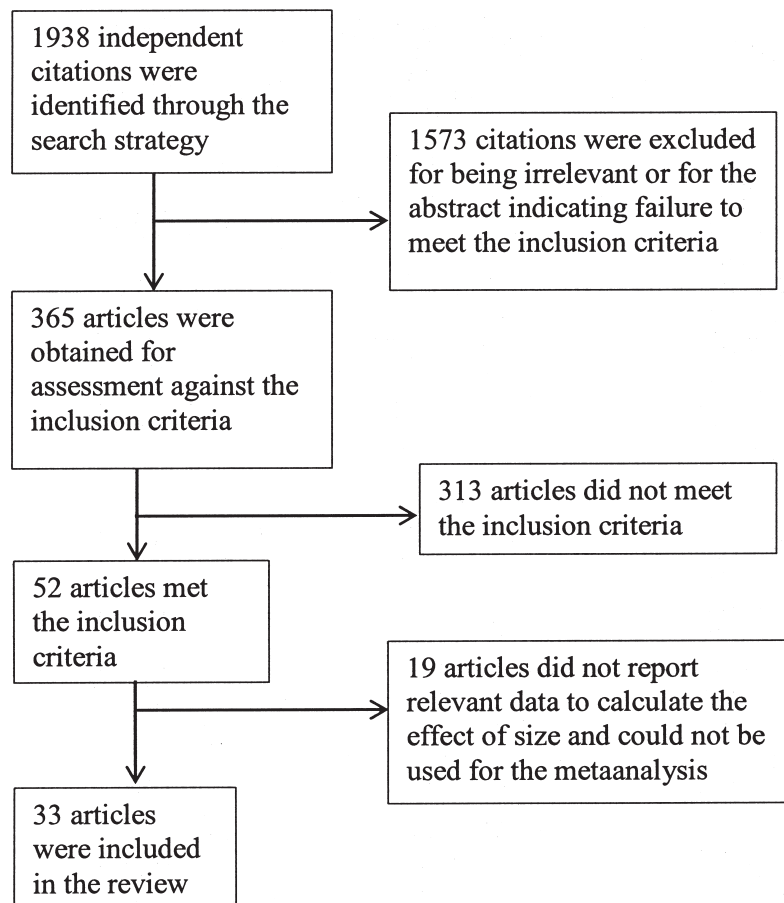 1938 independent
citations were
identified through the
search strategy
1573 citations were excluded
for being irrelevant or for the
abstract indicating failure to
meet the inclusion criteria
365 articles were
obtained for
assessment against the
inclusion criteria
313 articles did not meet
the inclusion criteria
52 articles met
the inclusion
criteria
19 articles did not report
relevant data to calculate the
effect of size and could not be
used for the metaanalysis
33 articles
were included
in the review